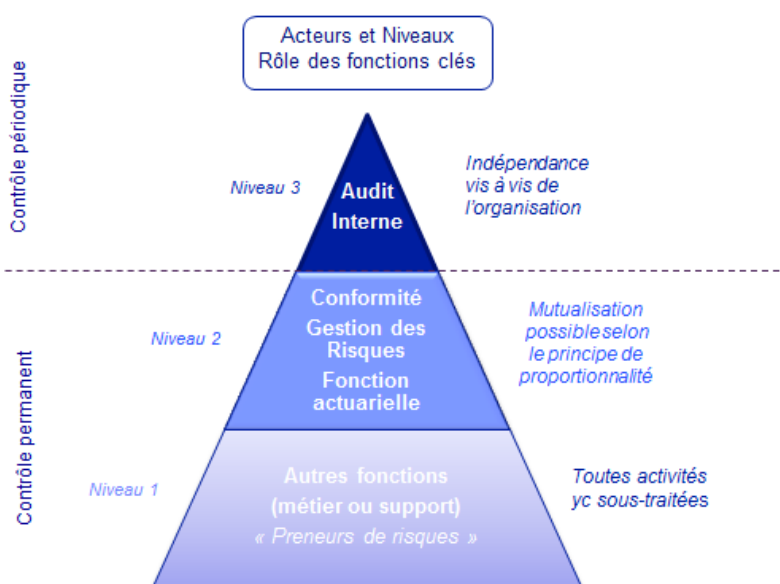 Acteurs et Niveaux
Rôle des fonctions clés
Contrôle périodique
Niveau 3
Audit
Interne
Indépendance
vis à vis de
l'organisation
Contrôle permanent
Niveau 2
Conformité
Gestion des
Risques
Fonction
actuarielle
Mutualisation
possible selon
le principe de
proportionnalité
Niveau 1
Autres fonctions
(métier ou support)
« Preneurs de risques »
Toutes activités
yc sous-traitées